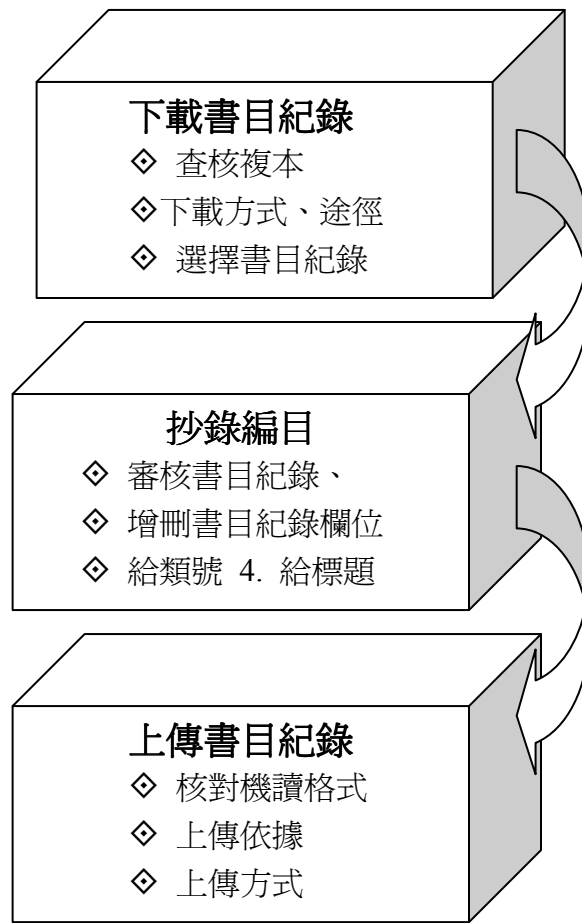 下載書目紀錄
◈ 查核複本
◈下載方式、途徑
◈ 選擇書目紀錄
抄錄編目
◈ 審核書目紀錄、
◈ 增刪書目紀錄欄位
◈ 給類號 4. 給標題
上傳書目紀錄
◈ 核對機讀格式
◈ 上傳依據
◈ 上傳方式